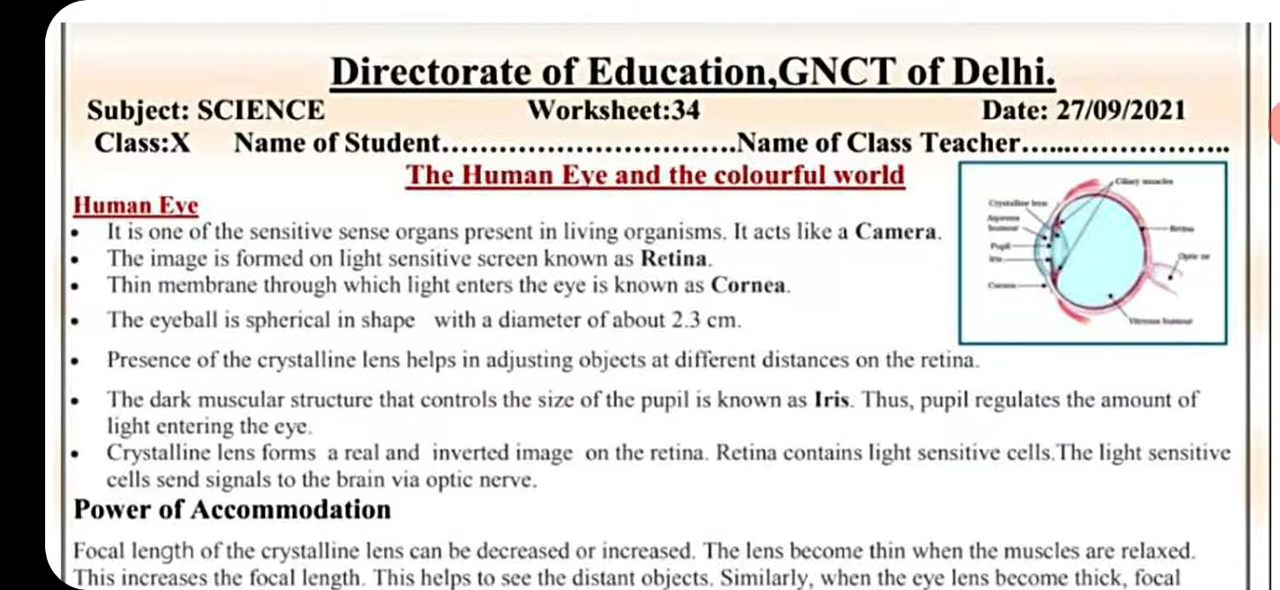 Directorate of Education,GNCT of Delhi.
Subject: SCIENCE Worksheet:34 Date: 27/09/2021
Class:X Name of Student..............................Name of Class Teacher......................
The Human Eye and the colourful world
Human Eye
• It is one of the sensitive sense organs present in living organisms. It acts like a Camera.
• The image is formed on light sensitive screen known as Retina.
• Thin membrane through which light enters the eye is known as Cornea.
• The eyeball is spherical in shape with a diameter of about 2.3 cm.
Ciliary muscles
Crystalline lens
Aqueous
humour
Pupil
Iris
Cornea
Retina
Optic ne
Vitreous humour
• Presence of the crystalline lens helps in adjusting objects at different distances on the retina.
• The dark muscular structure that controls the size of the pupil is known as Iris. Thus, pupil regulates the amount of
light entering the eye.
• Crystalline lens forms a real and inverted image on the retina. Retina contains light sensitive cells.The light sensitive
cells send signals to the brain via optic nerve.
Power of Accommodation
Focal length of the crystalline lens can be decreased or increased. The lens become thin when the muscles are relaxed.
This increases the focal length. This helps to see the distant objects. Similarly, when the eye lens become thick, focal